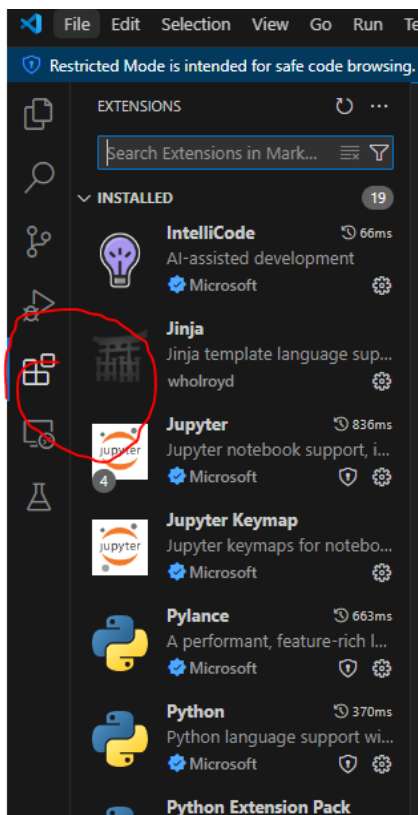 File Edit Selection View Go Run Te
Restricted Mode is intended for safe code browsing.
EXTENSIONS
Search Extensions in Mark...
INSTALLED 19
IntelliCode 66ms
AI-assisted development
Microsoft
Jinja
Jinja template language sup...
wholroyd
Jupyter 836ms
Jupyter notebook support, i...
jupyter
4 Microsoft
Jupyter Keymap
jupyter Jupyter keymaps for notebo...
Microsoft
Pylance 663ms
A performant, feature-rich l...
Microsoft
Python 370ms
Python language support wi...
Microsoft
Python Extension Pack